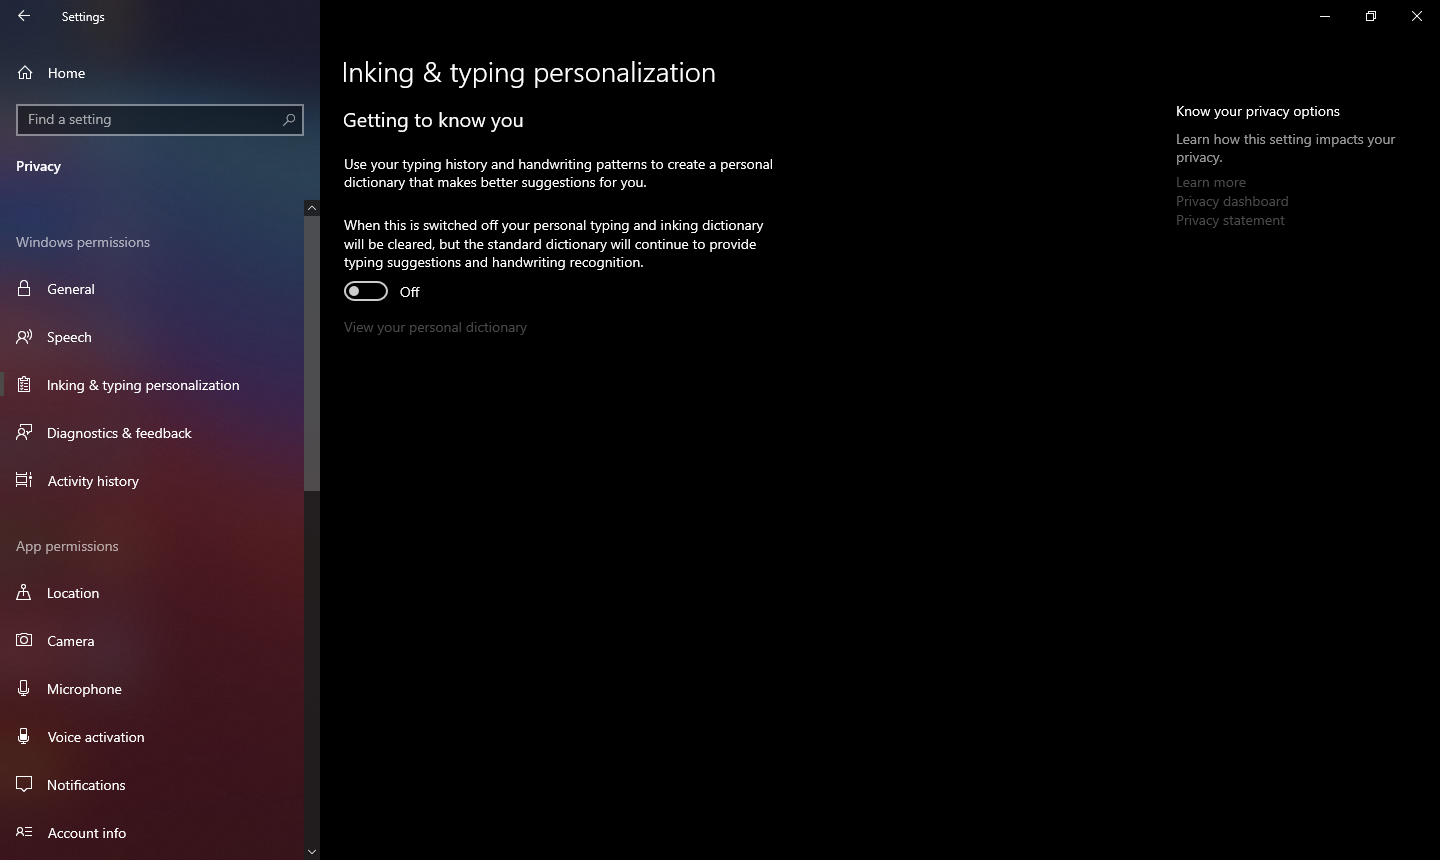 Settings
Home
Find a setting
Privacy
Windows permissions
General
Speech
Inking & typing personalization
Diagnostics & feedback
Activity history
App permissions
Location
Camera
Microphone
Voice activation
Notifications
Account info
Inking & typing personalization
Getting to know you
Use your typing history and handwriting patterns to create a personal
dictionary that makes better suggestions for you.
When this is switched off your personal typing and inking dictionary
will be cleared, but the standard dictionary will continue to provide
typing suggestions and handwriting recognition.
Off
View your personal dictionary
Know your privacy options
Learn how this setting impacts your
privacy.
Learn more
Privacy dashboard
Privacy statement